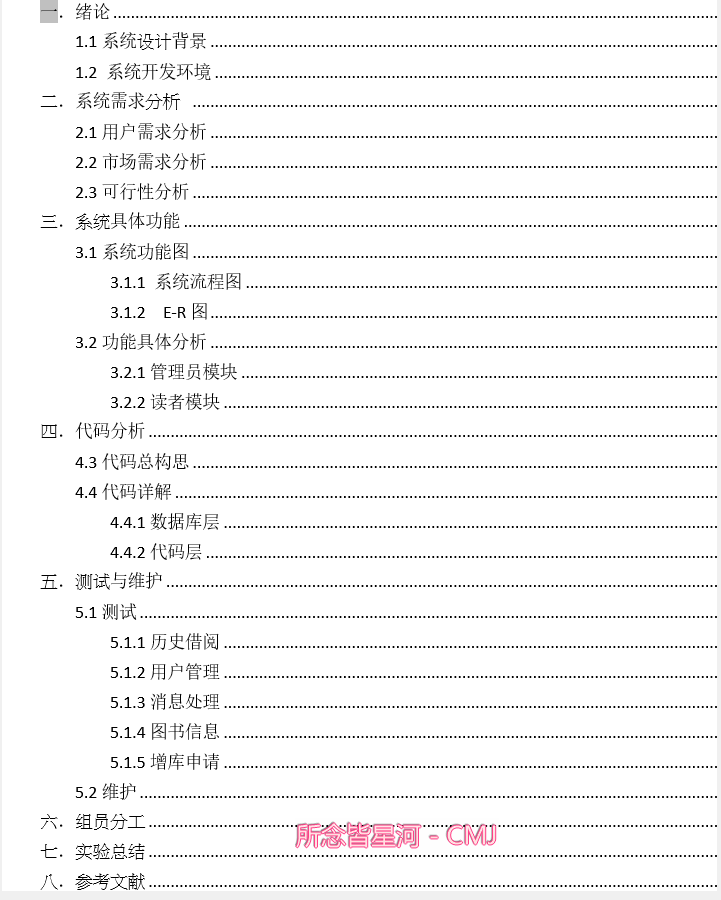 一．绪论
1.1 系统设计背景
1.2 系统开发环境
二．系统需求分析
2.1 用户需求分析
2.2 市场需求分析
2.3 可行性分析
三．系统具体功能
3.1 系统功能图
3.1.1 系统流程图
3.1.2 E-R 图
3.2 功能具体分析
3.2.1 管理员模块
3.2.2 读者模块
四．代码分析
4.3 代码总构思
4.4 代码详解
4.4.1 数据库层
4.4.2 代码层
五．测试与维护
5.1 测试
5.1.1 历史借阅
5.1.2 用户管理
5.1.3 消息处理
5.1.4 图书信息
5.1.5 增库申请
5.2 维护
六．组员分工
所念皆星河 - CMJ
七．实验总结
八．参考文献